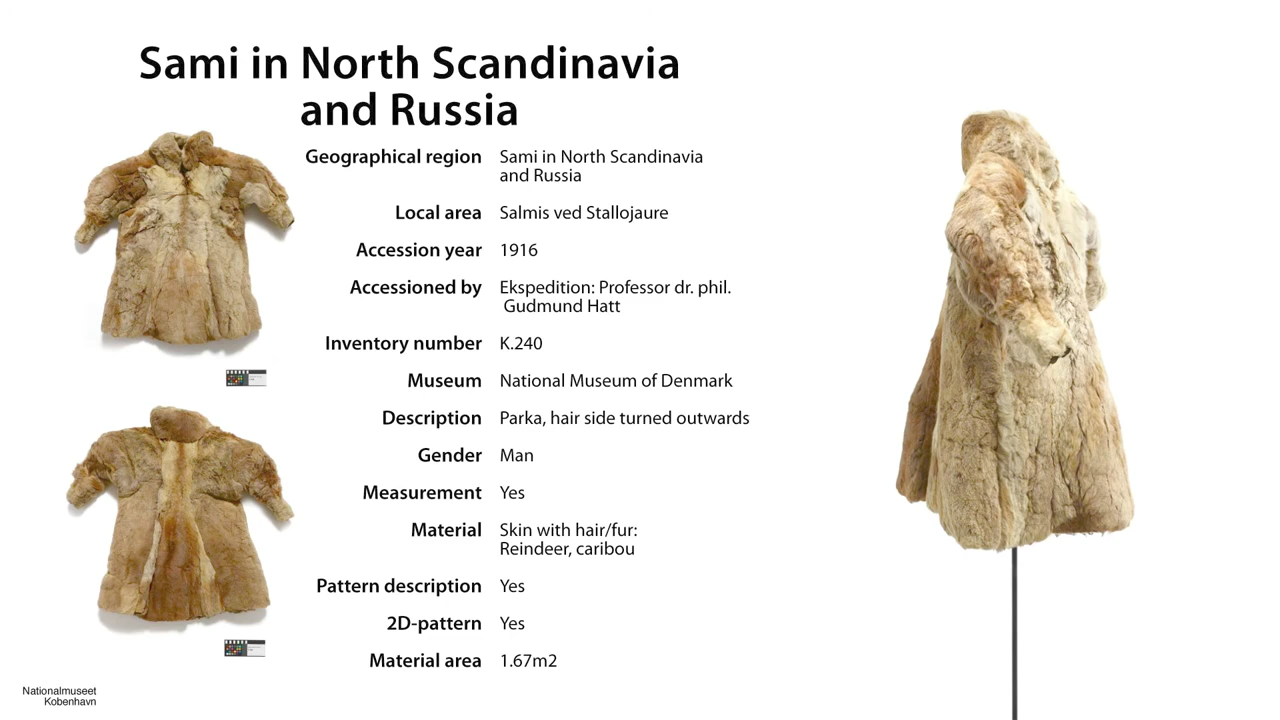 Sami in North Scandinavia
and Russia
Geographical region Sami in North Scandinavia
and Russia
Local area Salmis ved Stallojaure
Accession year 1916
Accessioned by Ekspedition: Professor dr. phil.
Gudmund Hatt
Inventory number K.240
Museum National Museum of Denmark
Description Parka, hair side turned outwards
Gender Man
Measurement Yes
Material Skin with hair/fur:
Reindeer, caribou
Pattern description Yes
2D-pattern Yes
Material area 1.67m2
Nationalmuseet
Kobenhavn